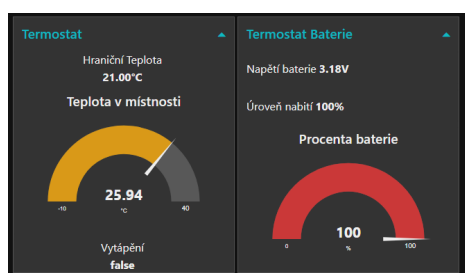 Termostat
Hraniční Teplota
21.00°C
Teplota v místnosti
25.94
-10
°C
40
Vytápění
false
Termostat Baterie
Napětí baterie 3.18V
Úroveň nabití 100%
Procenta baterie
100
0
%
100